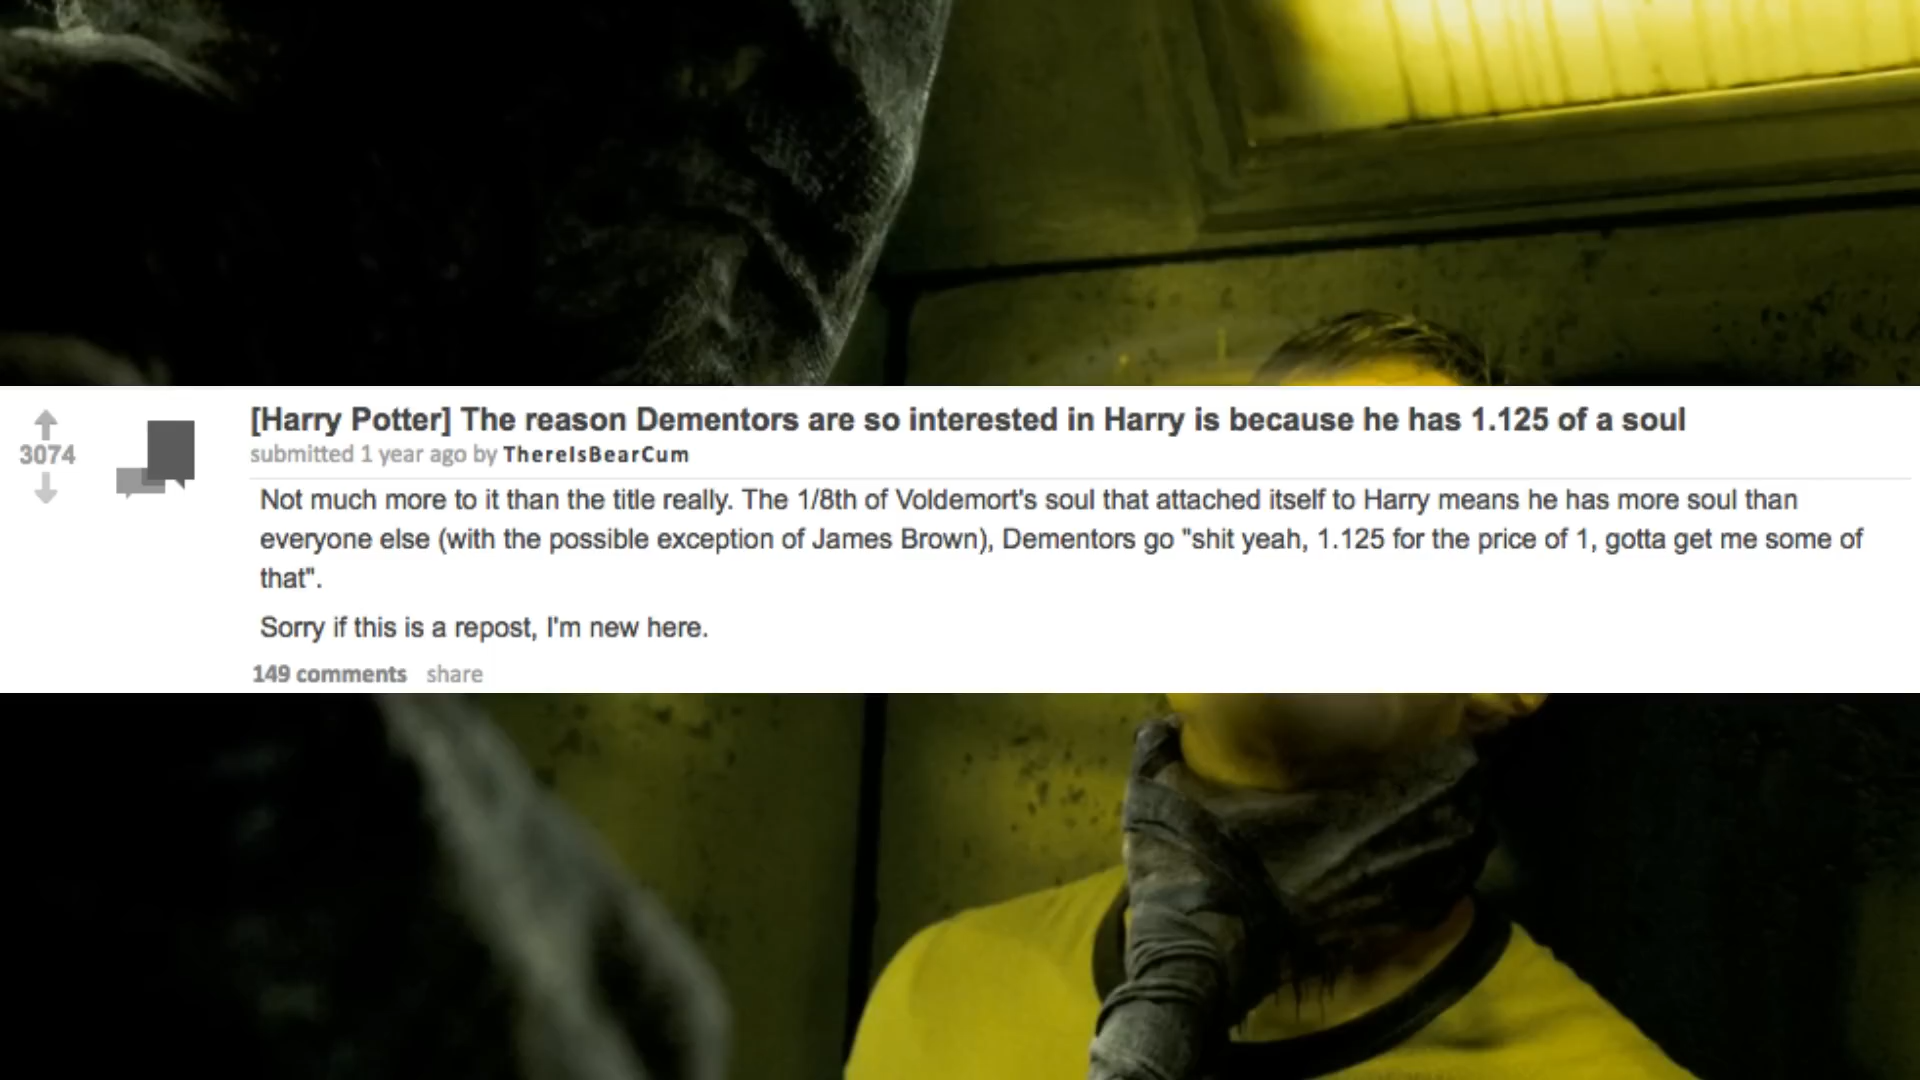 [Harry Potter] The reason Dementors are so interested in Harry is because he has 1.125 of a soul
submitted 1 year ago by ThereIsBearCum
3074
Not much more to it than the title really. The 1/8th of Voldemort's soul that attached itself to Harry means he has more soul than
everyone else (with the possible exception of James Brown), Dementors go "shit yeah, 1.125 for the price of 1, gotta get me some of
that".
Sorry if this is a repost, I'm new here.
149 comments share